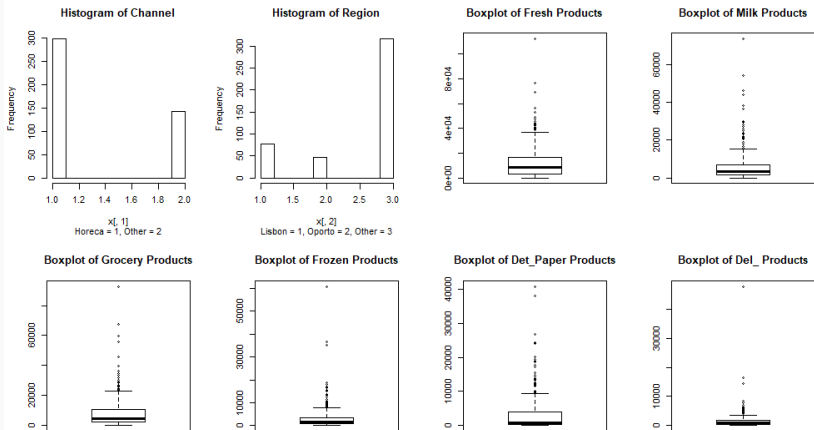 Histogram of Channel
Frequency
0 50 100 150 200 250 300
1.0 1.2 1.4 1.6 1.8 2.0
x[, 1]
Horeca = 1, Other = 2
Histogram of Region
Frequency
0 50 100 150 200 250 300
1.0 1.5 2.0 2.5 3.0
x[, 2]
Lisbon = 1, Oporto = 2, Other = 3
Boxplot of Fresh Products
0e+00 4e+04 8e+04
Boxplot of Milk Products
0 20000 40000 60000
Boxplot of Grocery Products
0 20000 60000
Boxplot of Frozen Products
0 10000 30000 50000
Boxplot of Det_Paper Products
0 10000 20000 30000 40000
Boxplot of Del_ Products
0 10000 30000